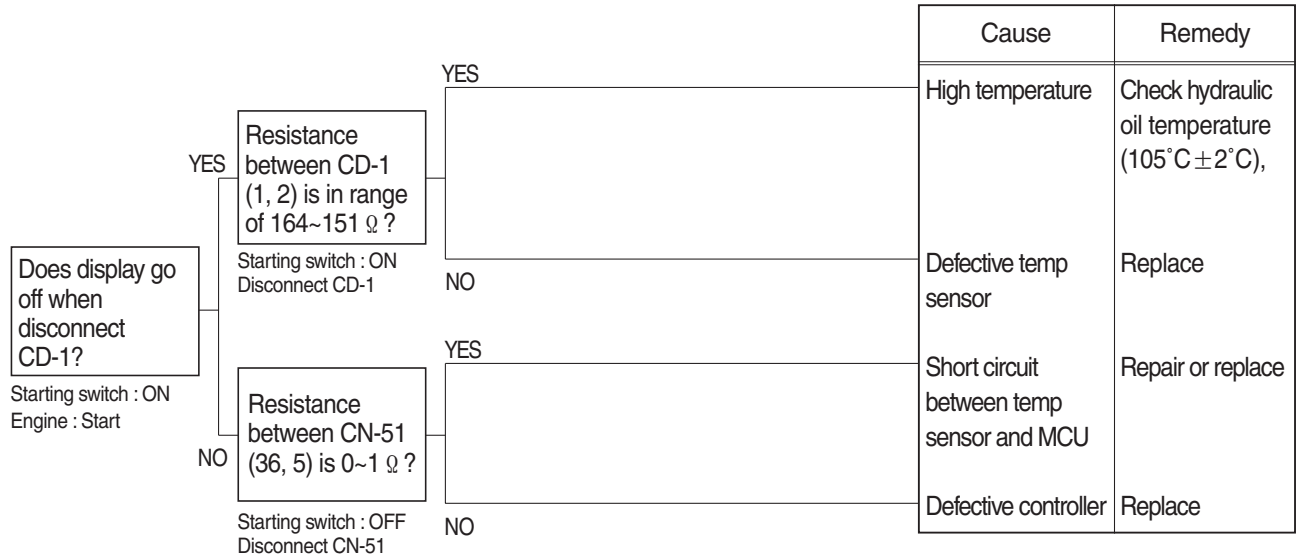 Does display go
off when
disconnect
CD-1?
Starting switch : ON
Engine : Start
YES
Resistance
between CD-1
(1, 2) is in range
of 164~151 Ω ?
Starting switch : ON
Disconnect CD-1
NO
Resistance
between CN-51
(36, 5) is 0~1 Ω ?
Starting switch : OFF
Disconnect CN-51
YES
NO
YES
NO
Cause
Remedy
High temperature
Check hydraulic
oil temperature
(105˚C±2˚C),
Defective temp
sensor
Replace
Short circuit
between temp
sensor and MCU
Repair or replace
Defective controller
Replace